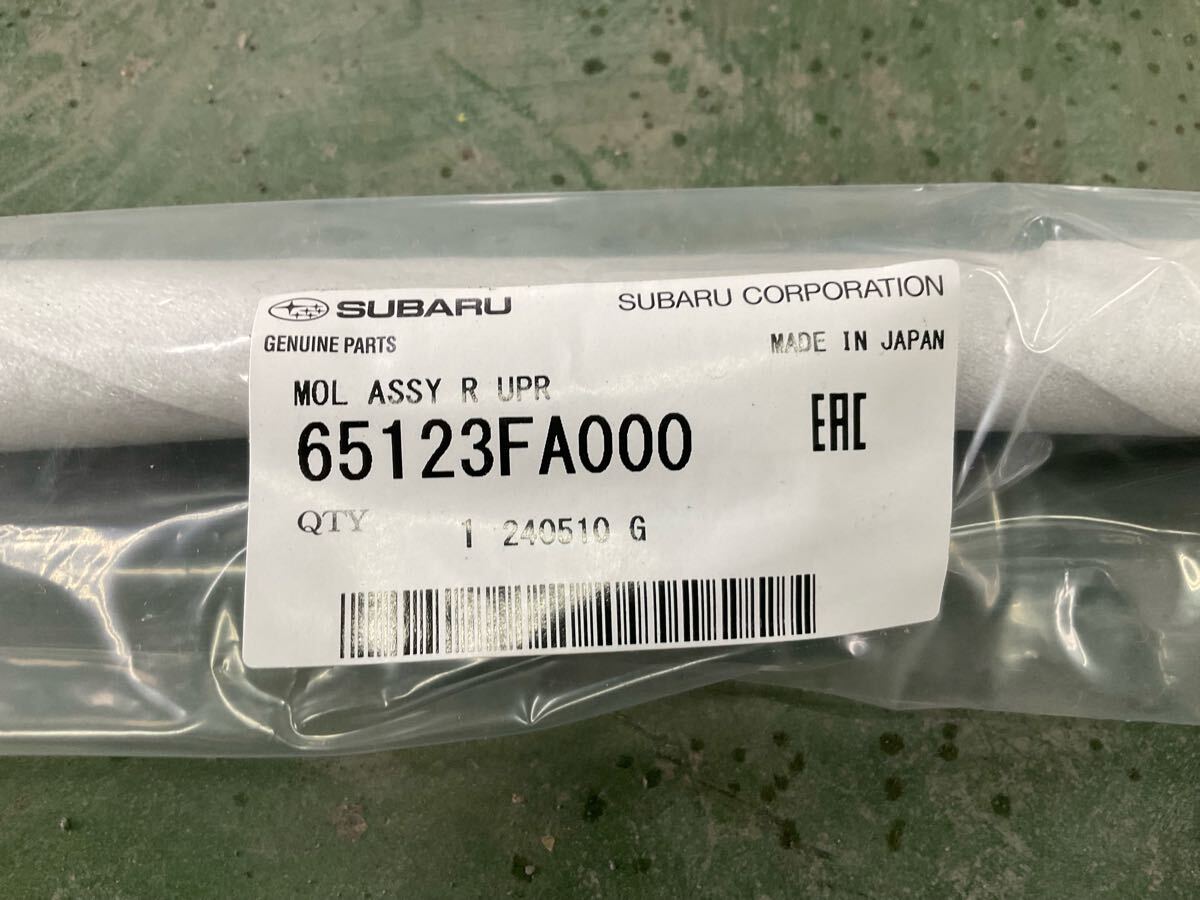 SUBARU SUBARU CORPORATION
GENUINE PARTS MADE IN JAPAN
MOL ASSY R UPR
65123FA000 EAC
QTY 1 240510 G